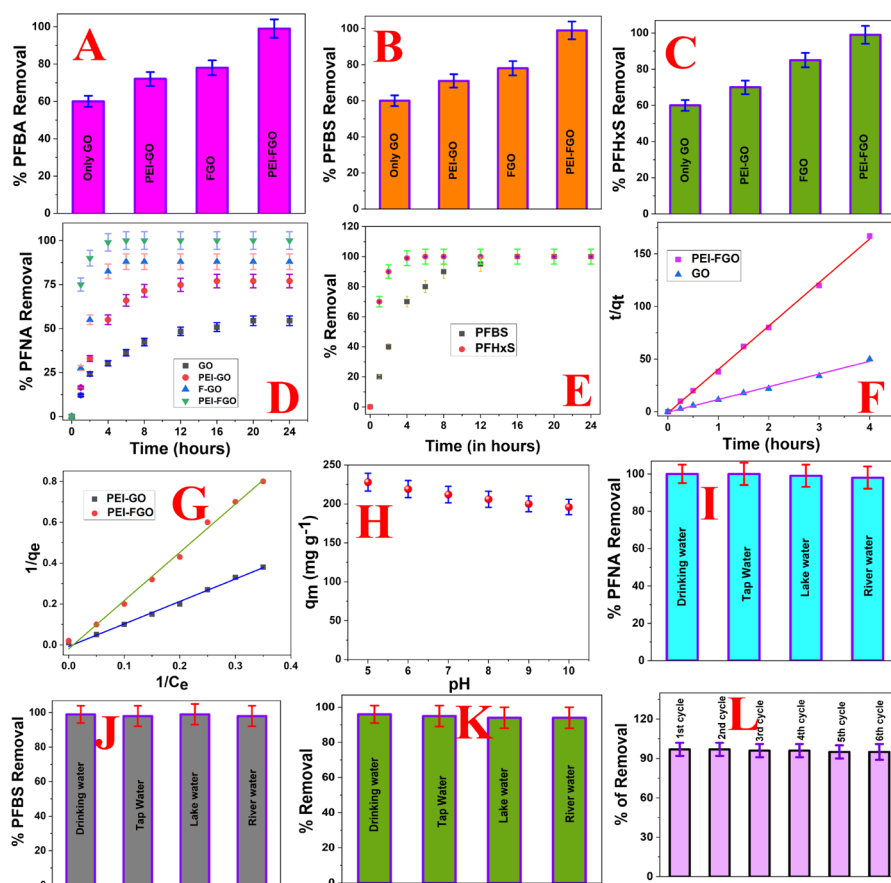 A
% PFBA Removal
100
80
60
40
20
0
Only GO
PEI-GO
FGO
PEI-FGO
B
% PFBS Removal
100
80
60
40
20
0
Only GO
PEI-GO
FGO
PEI-FGO
C
% PFHxS Removal
100
80
60
40
20
0
Only GO
PEI-GO
FGO
PEI-FGO
D
% PFNA Removal
100
75
50
25
0
GO
PEI-GO
F-GO
PEI-FGO
0 4 8 12 16 20 24
Time (hours)
E
% Removal
120
100
80
60
40
20
0
PFBS
PFHxS
0 4 8 12 16 20 24
Time (in hours)
F
t/qt
150
100
50
0
PEI-FGO
GO
0 1 2 3 4
Time (hours)
G
1/qe
0.8
0.6
0.4
0.2
0.0
PEI-GO
PEI-FGO
0.0 0.1 0.2 0.3 0.4
1/Ce
H
qm (mg g-1)
250
200
150
100
50
0
5 6 7 8 9 10
pH
I
% PFNA Removal
100
80
60
40
20
0
Drinking water
Tap Water
Lake water
River water
J
% PFBS Removal
100
80
60
40
20
0
Drinking water
Tap Water
Lake water
River water
K
% Removal
100
80
60
40
20
0
Drinking water
Tap Water
Lake water
River water
L
% of Removal
120
90
60
30
0
1st cycle
2nd cycle
3rd cycle
4th cycle
5th cycle
6th cycle